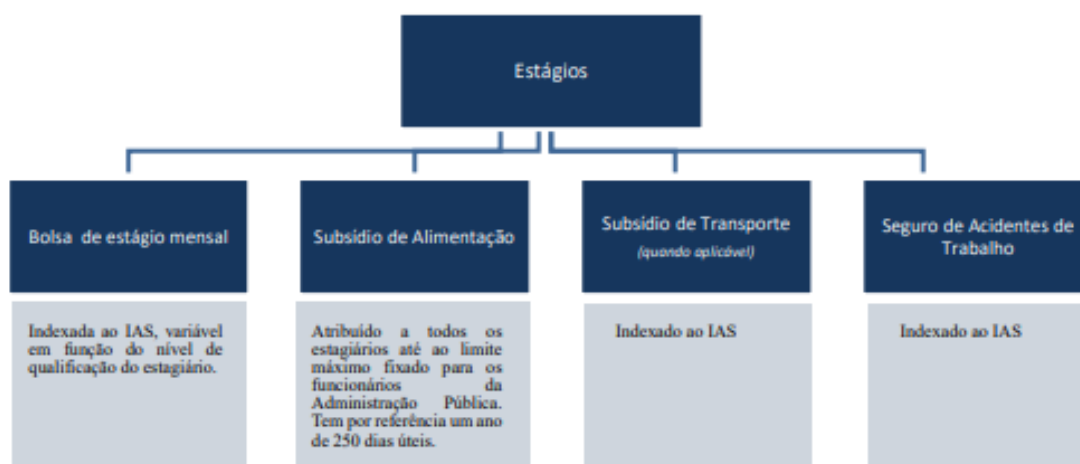 Estágios
Bolsa de estágio mensal
Indexada ao IAS, variável
em função do nível de
qualificação do estagiário.
Subsídio de Alimentação
Atribuído a todos os
estagiários até ao limite
máximo fixado para os
funcionários da
Administração Pública.
Tem por referência um ano
de 250 dias úteis.
Subsídio de Transporte
(quando aplicável)
Indexado ao IAS
Seguro de Acidentes de
Trabalho
Indexado ao IAS